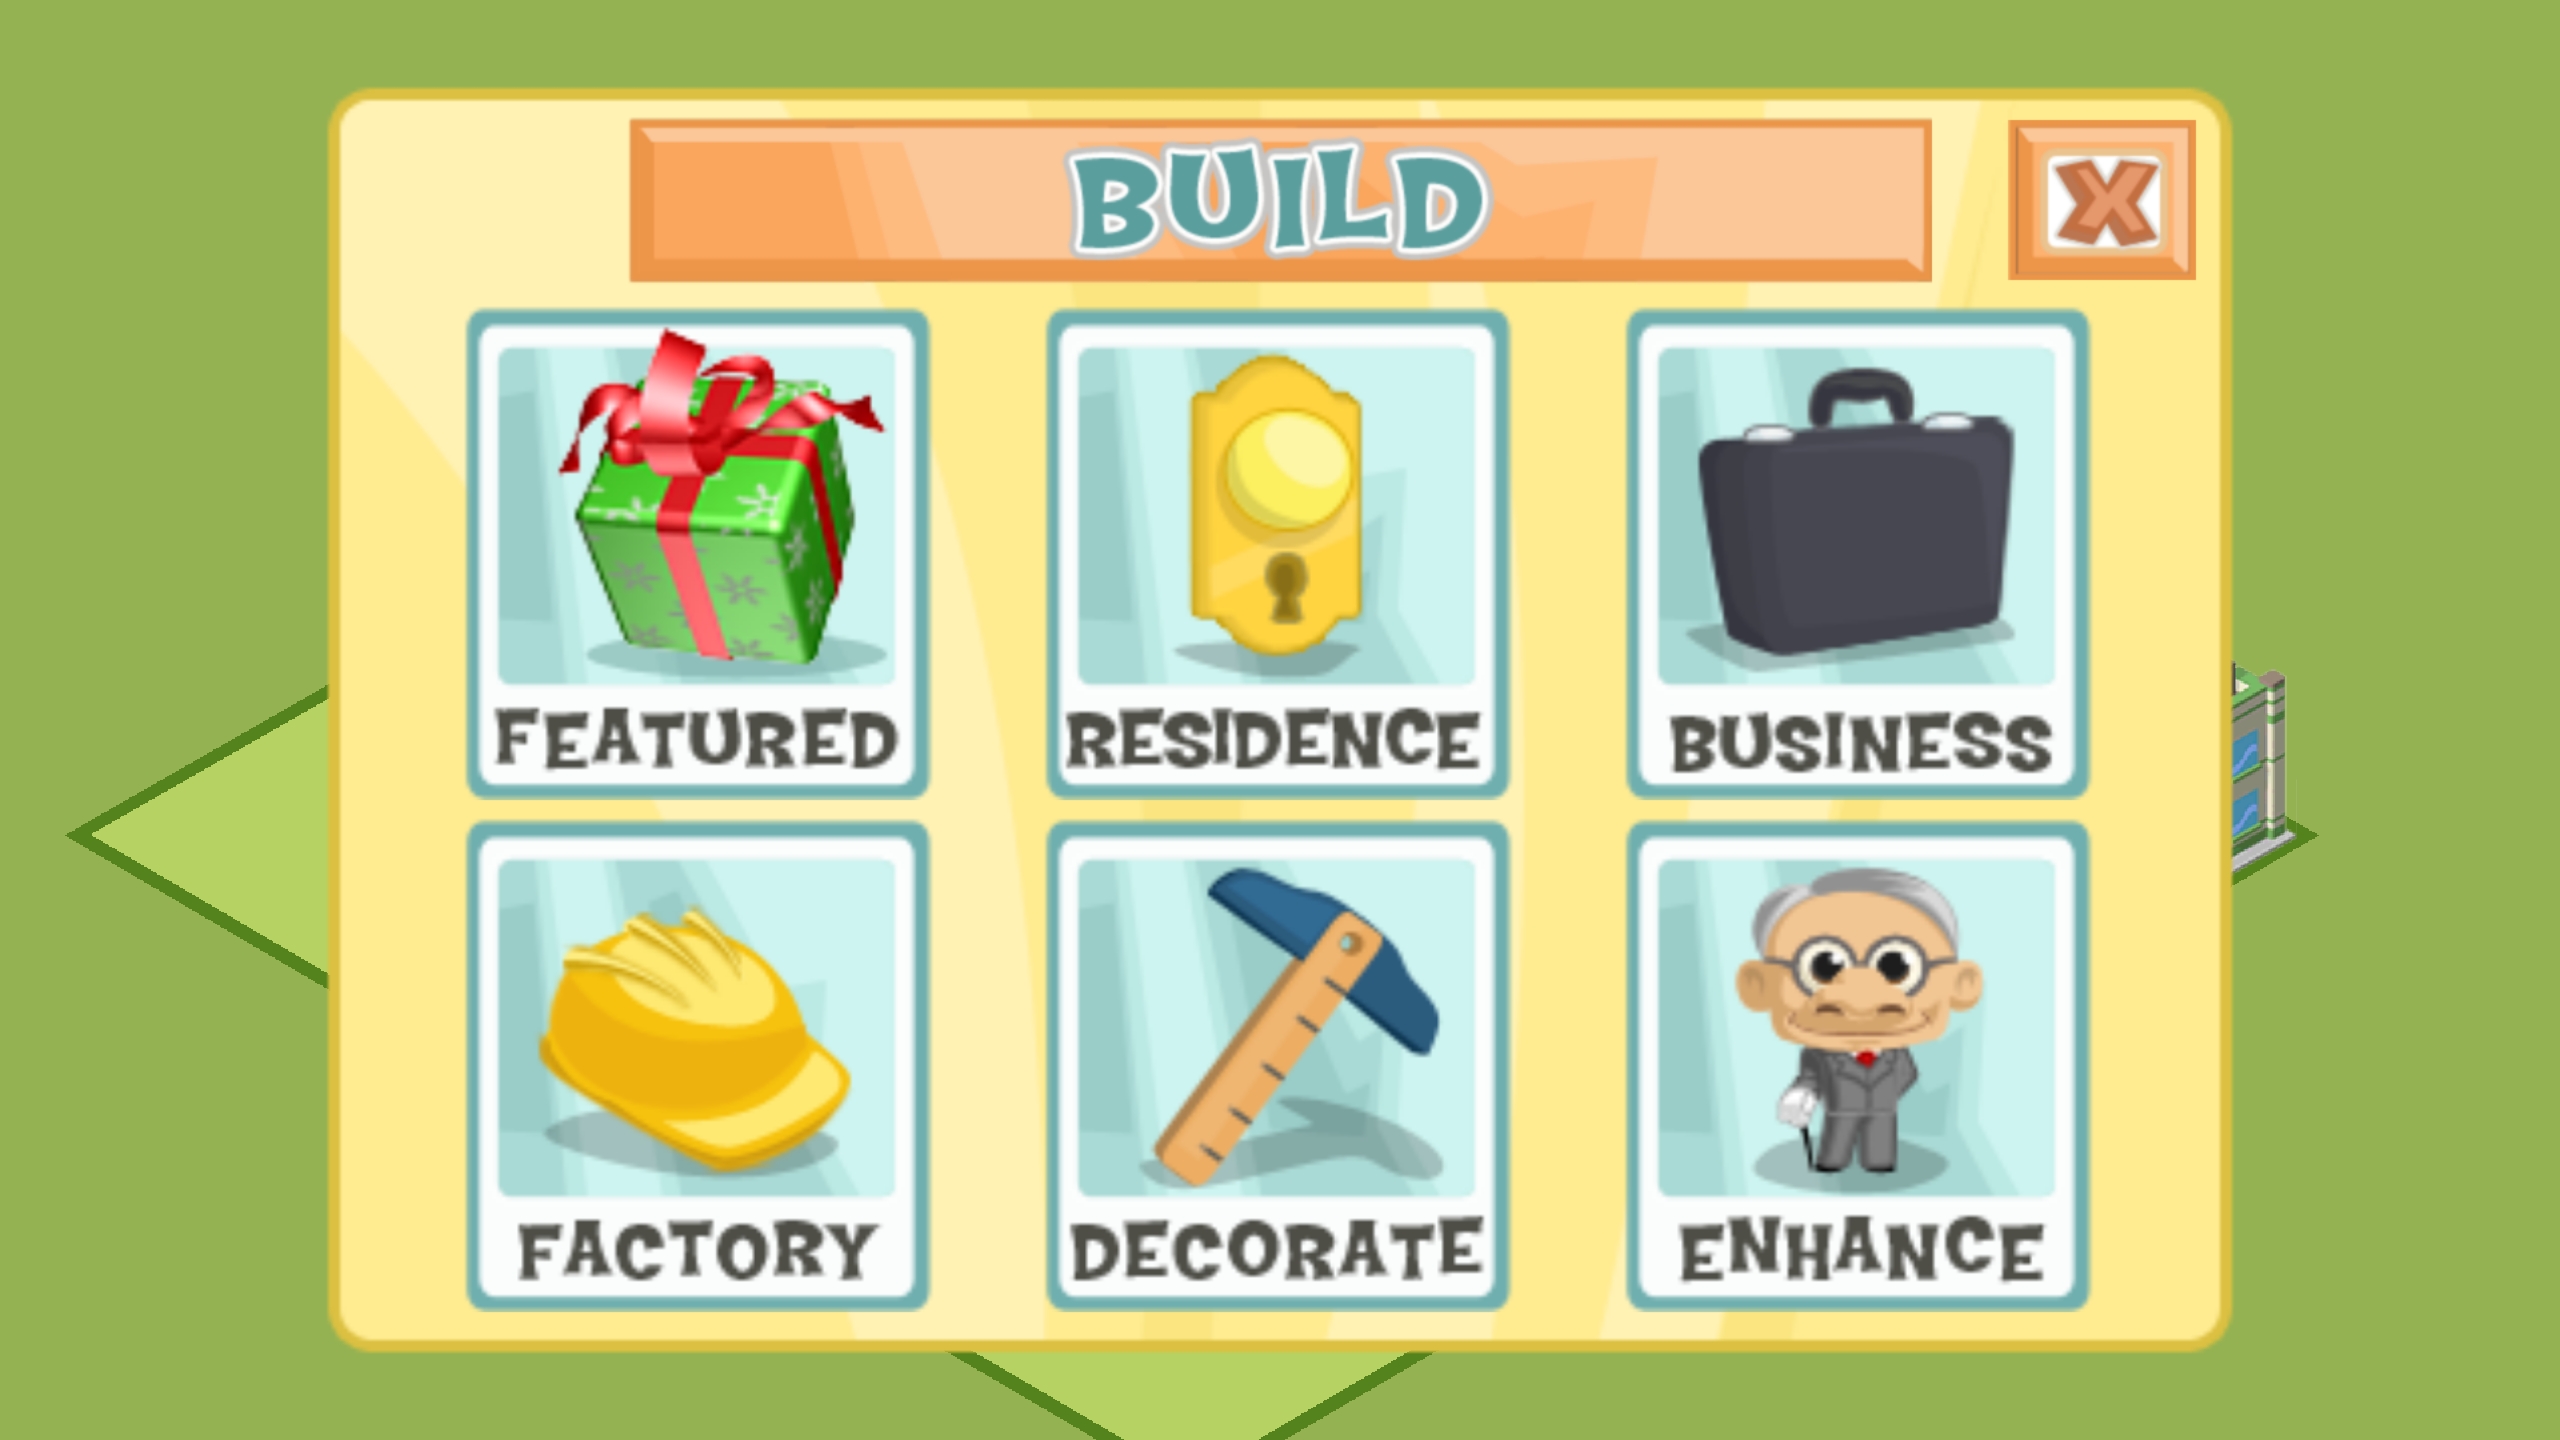 BUILD
X
FEATURED
RESIDENCE
BUSINESS
FACTORY
DECORATE
ENHANCE